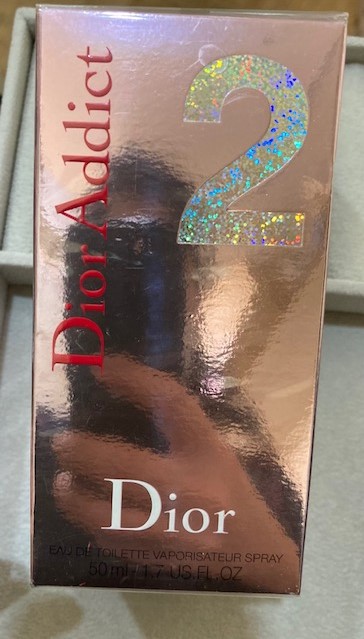 Dior Addict
2
Dior
EAU DE TOILETTE VAPORISATEUR SPRAY
50 ml - 1.7 US.FL.OZ